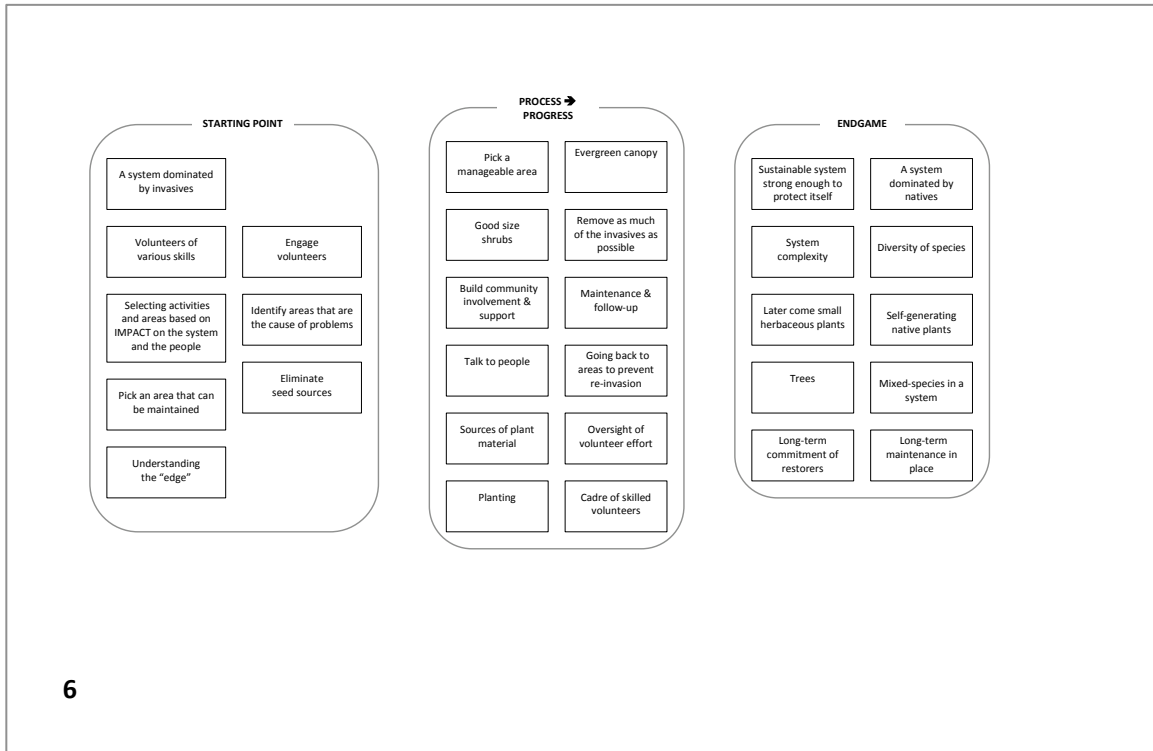 STARTING POINT
A system dominated
by invasives
Volunteers of
various skills
Engage
volunteers
Selecting activities
and areas based on
IMPACT on the system
and the people
Identify areas that are
the cause of problems
Eliminate
seed sources
Pick an area that can
be maintained
Understanding
the “edge”
PROCESS ➔
PROGRESS
Pick a
manageable area
Evergreen canopy
Good size
shrubs
Remove as much
of the invasives as
possible
Build community
involvement &
support
Maintenance &
follow-up
Talk to people
Going back to
areas to prevent
re-invasion
Sources of plant
material
Oversight of
volunteer effort
Planting
Cadre of skilled
volunteers
ENDGAME
Sustainable system
strong enough to
protect itself
A system
dominated by
natives
System
complexity
Diversity of species
Later come small
herbaceous plants
Self-generating
native plants
Trees
Mixed-species in a
system
Long-term
commitment of
restorers
Long-term
maintenance in
place
6